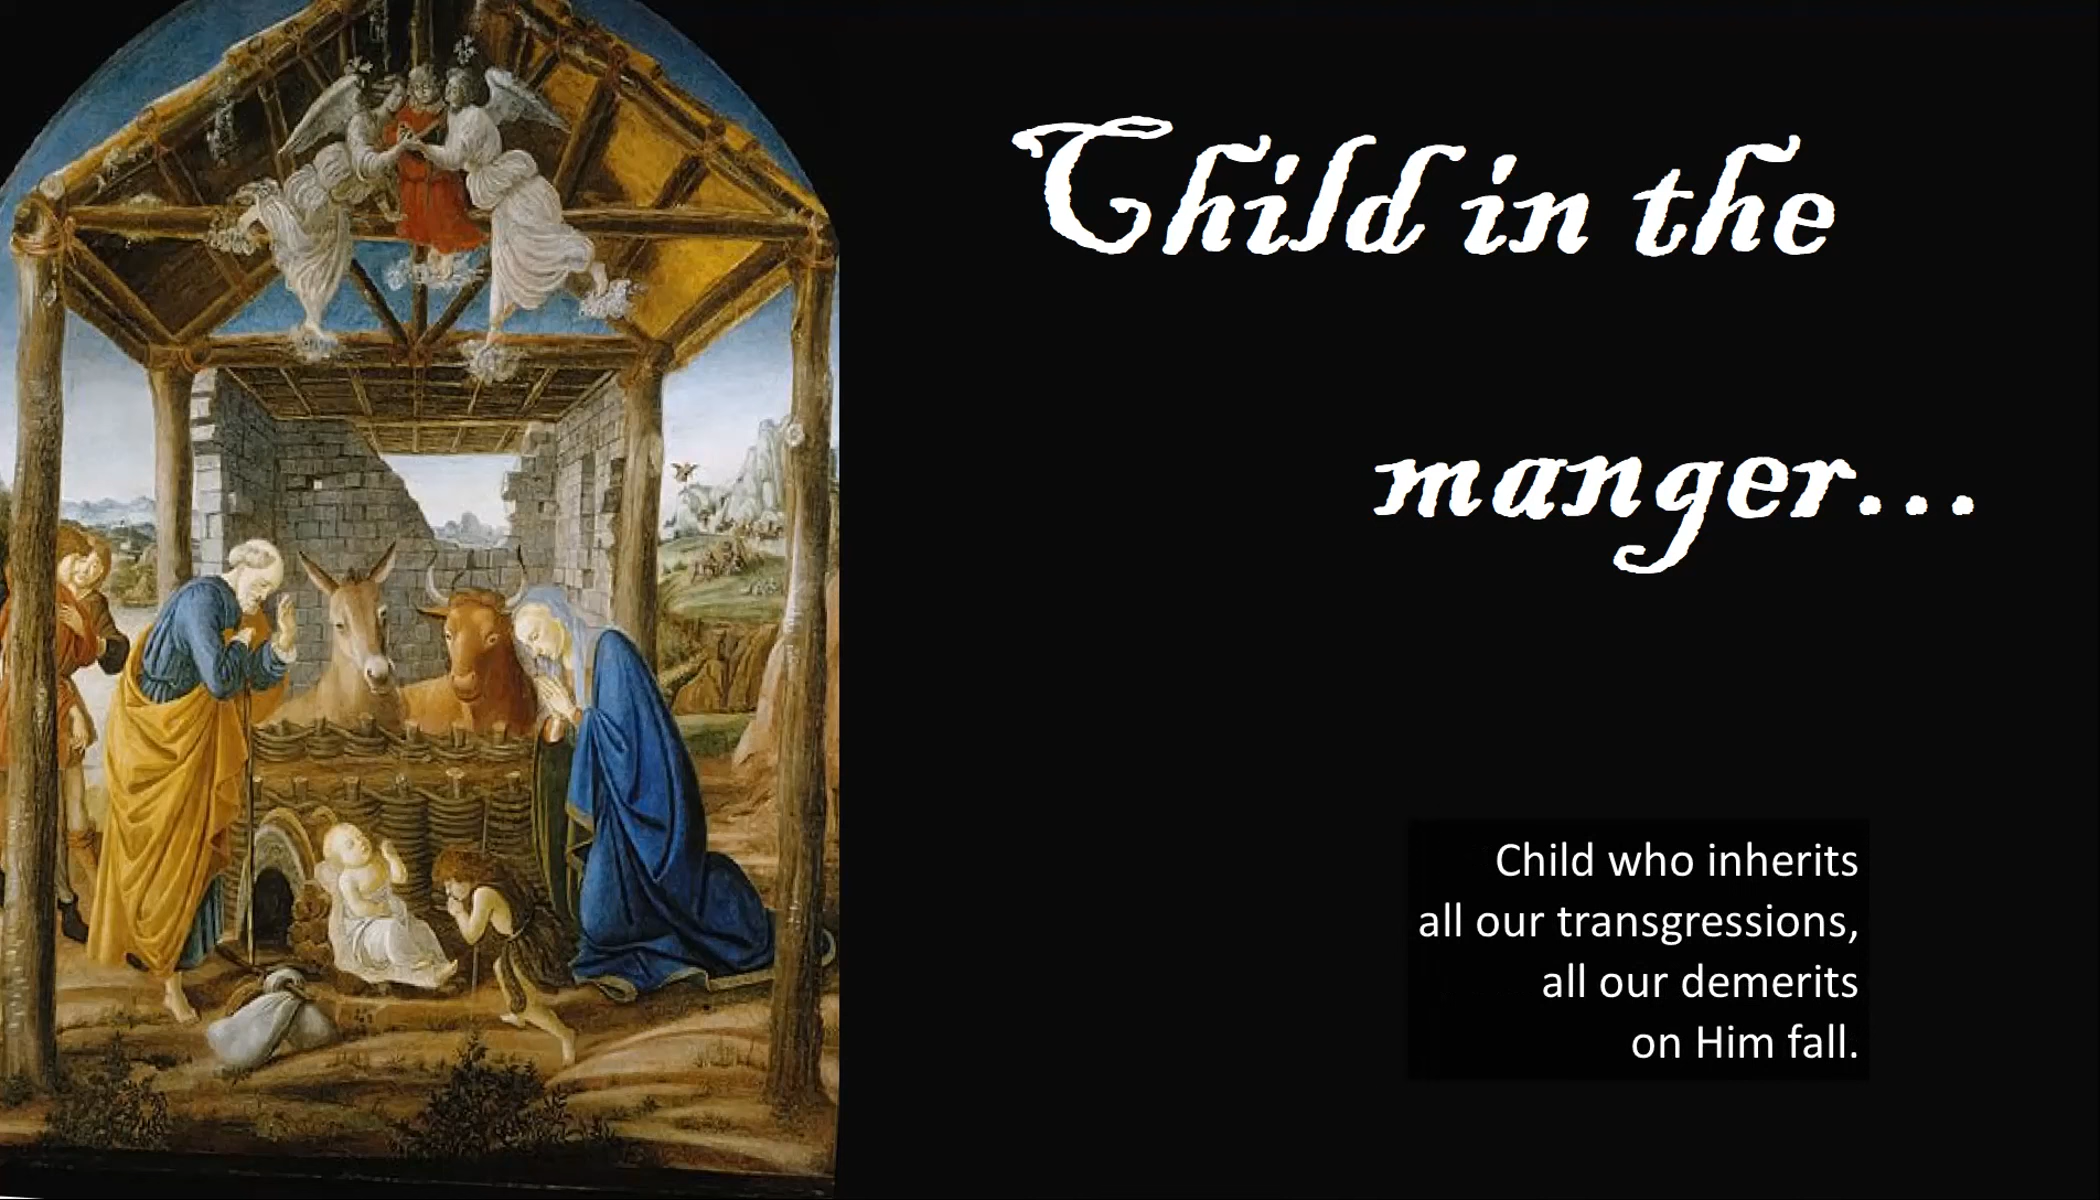 Child in the
manger...
Child who inherits
all our transgressions,
all our demerits
on Him fall.